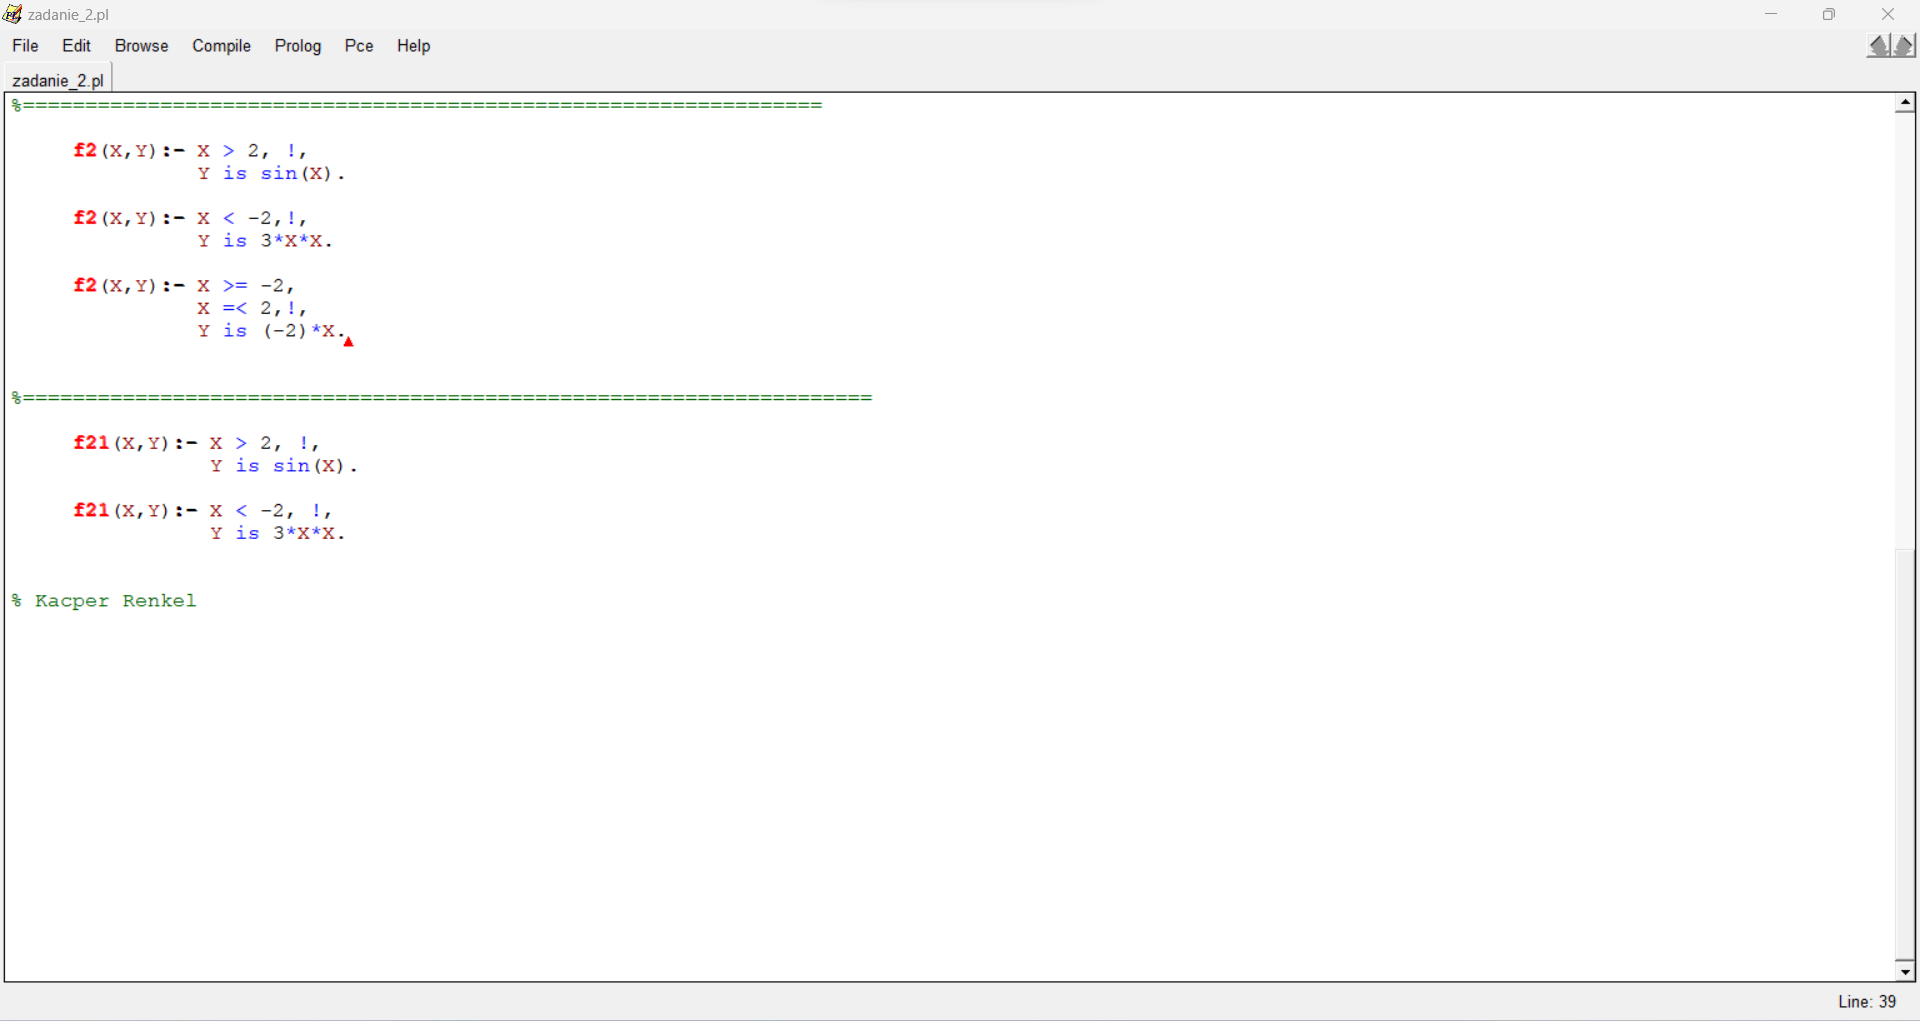 zadanie_2.pl
File Edit Browse Compile Prolog Pce Help
zadanie_2.pl
%================================================================
f2(X,Y):- X > 2, !,
Y is sin(X).
f2(X,Y):- X < -2,!,
Y is 3*X*X.
f2(X,Y):- X >= -2,
X =< 2,!,
Y is (-2)*X.
%====================================================================
f21(X,Y):- X > 2, !,
Y is sin(X).
f21(X,Y):- X < -2, !,
Y is 3*X*X.
% Kacper Renkel
Line: 39